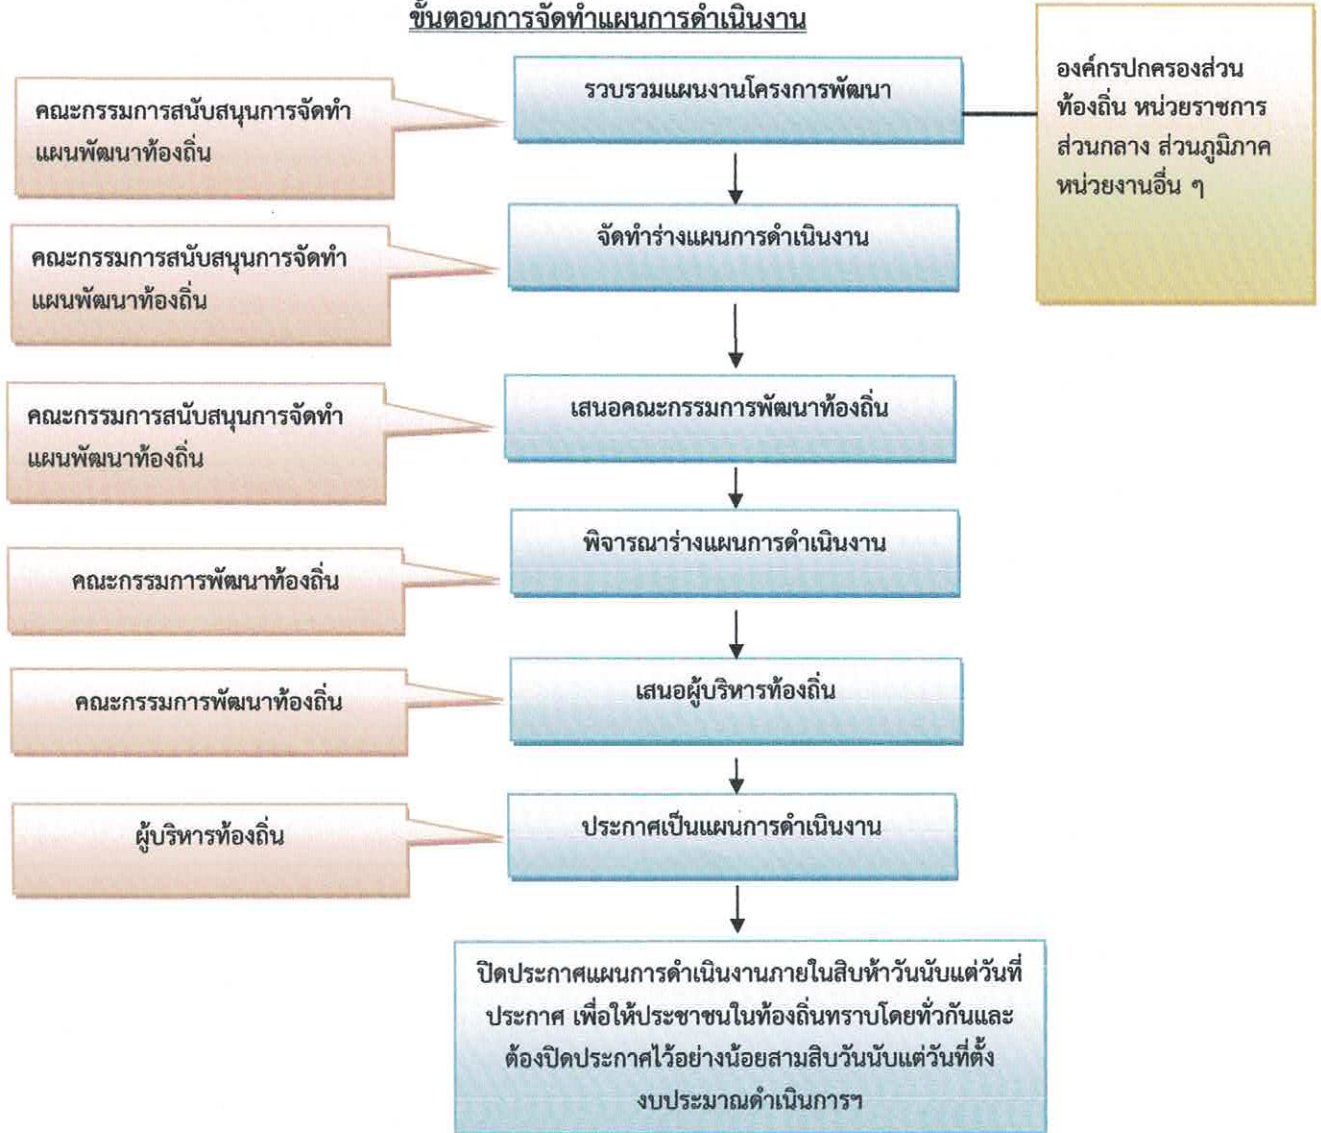 ขั้นตอนการจัดทำแผนการดำเนินงาน
คณะกรรมการสนับสนุนการจัดทำ
แผนพัฒนาท้องถิ่น
รวบรวมแผนงานโครงการพัฒนา
องค์กรปกครองส่วน
ท้องถิ่น หน่วยราชการ
ส่วนกลาง ส่วนภูมิภาค
หน่วยงานอื่น ๆ
คณะกรรมการสนับสนุนการจัดทำ
แผนพัฒนาท้องถิ่น
จัดทำร่างแผนการดำเนินงาน
คณะกรรมการสนับสนุนการจัดทำ
แผนพัฒนาท้องถิ่น
เสนอคณะกรรมการพัฒนาท้องถิ่น
คณะกรรมการพัฒนาท้องถิ่น
พิจารณาร่างแผนการดำเนินงาน
คณะกรรมการพัฒนาท้องถิ่น
เสนอผู้บริหารท้องถิ่น
ผู้บริหารท้องถิ่น
ประกาศเป็นแผนการดำเนินงาน
ปิดประกาศแผนการดำเนินงานภายในสิบห้าวันนับแต่วันที่
ประกาศ เพื่อให้ประชาชนในท้องถิ่นทราบโดยทั่วกันและ
ต้องปิดประกาศไว้อย่างน้อยสามสิบวันนับแต่วันที่ตั้ง
งบประมาณดำเนินการฯ